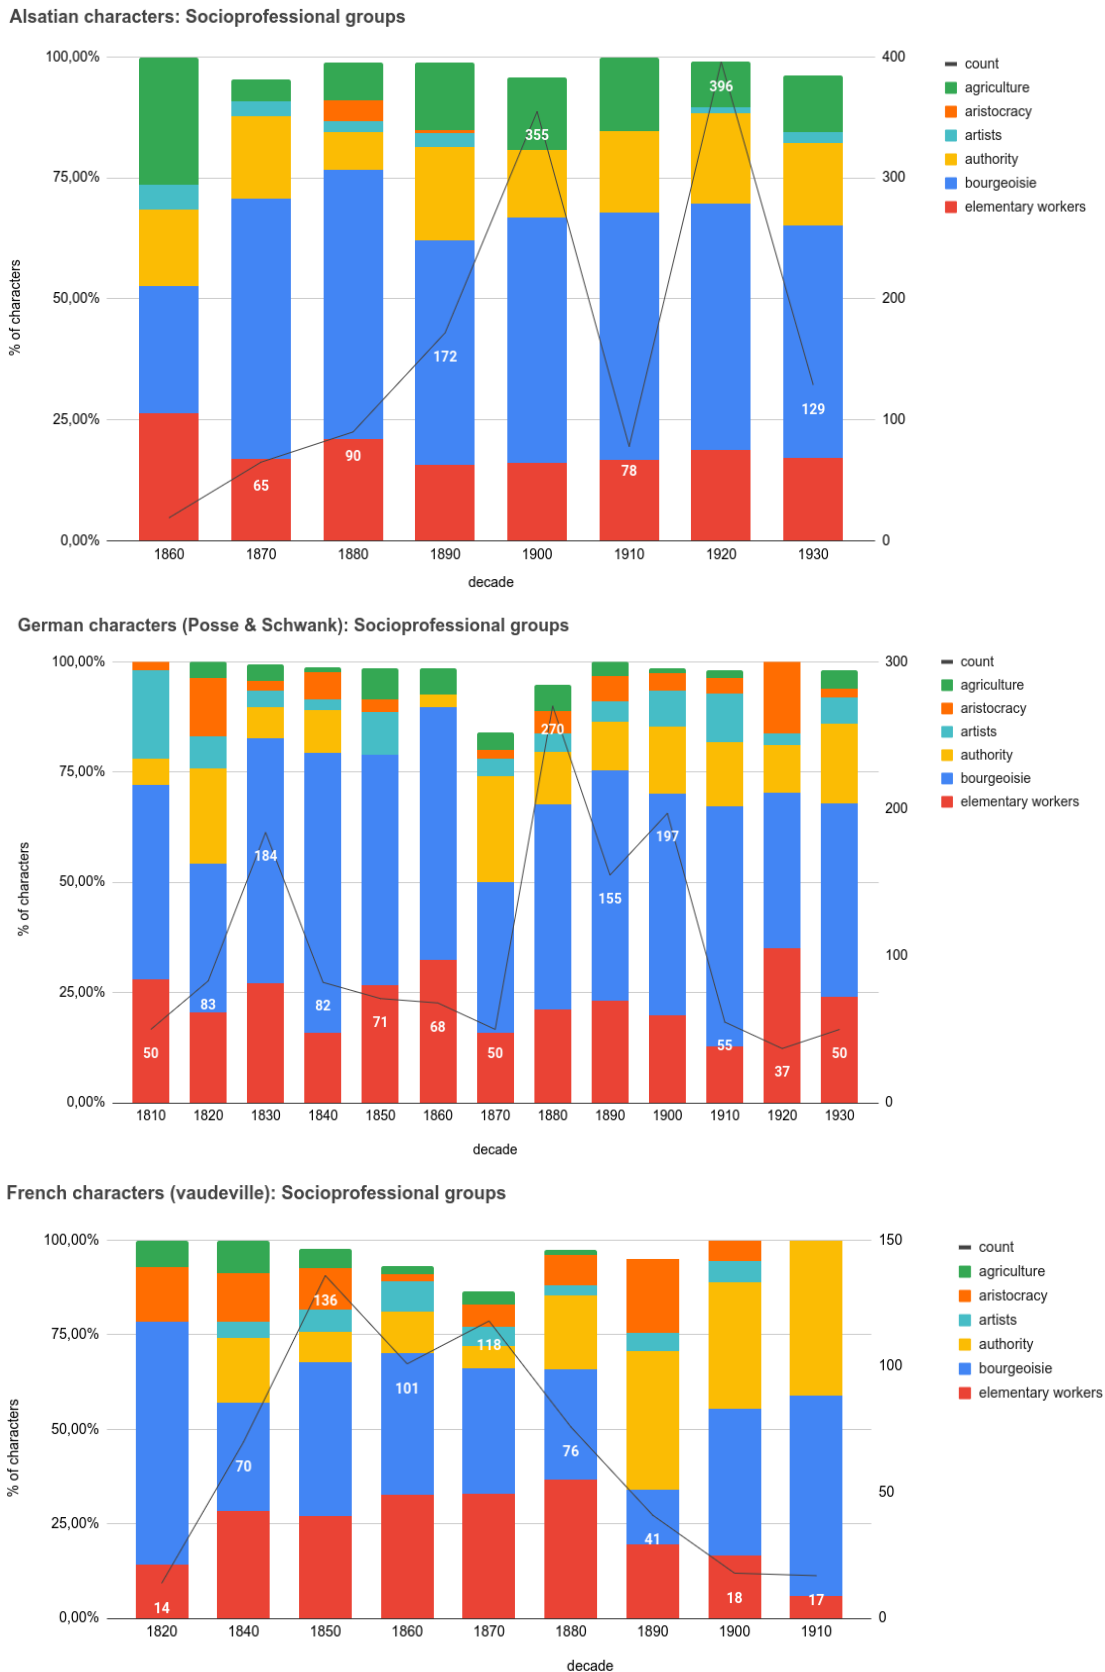 Alsatian characters: Socioprofessional groups
100,00%
75,00%
50,00%
25,00%
0,00%
% of characters
400
300
200
100
0
396
355
172
129
90
78
65
1860 1870 1880 1890 1900 1910 1920 1930
decade
count
agriculture
aristocracy
artists
authority
bourgeoisie
elementary workers
German characters (Posse & Schwank): Socioprofessional groups
100,00%
75,00%
50,00%
25,00%
0,00%
% of characters
300
200
100
0
270
184
197
155
83
82
71
68
50
50
55
37
50
1810 1820 1830 1840 1850 1860 1870 1880 1890 1900 1910 1920 1930
decade
count
agriculture
aristocracy
artists
authority
bourgeoisie
elementary workers
French characters (vaudeville): Socioprofessional groups
100,00%
75,00%
50,00%
25,00%
0,00%
% of characters
150
100
50
0
136
118
101
76
70
41
14
18
17
1820 1840 1850 1860 1870 1880 1890 1900 1910
decade
count
agriculture
aristocracy
artists
authority
bourgeoisie
elementary workers